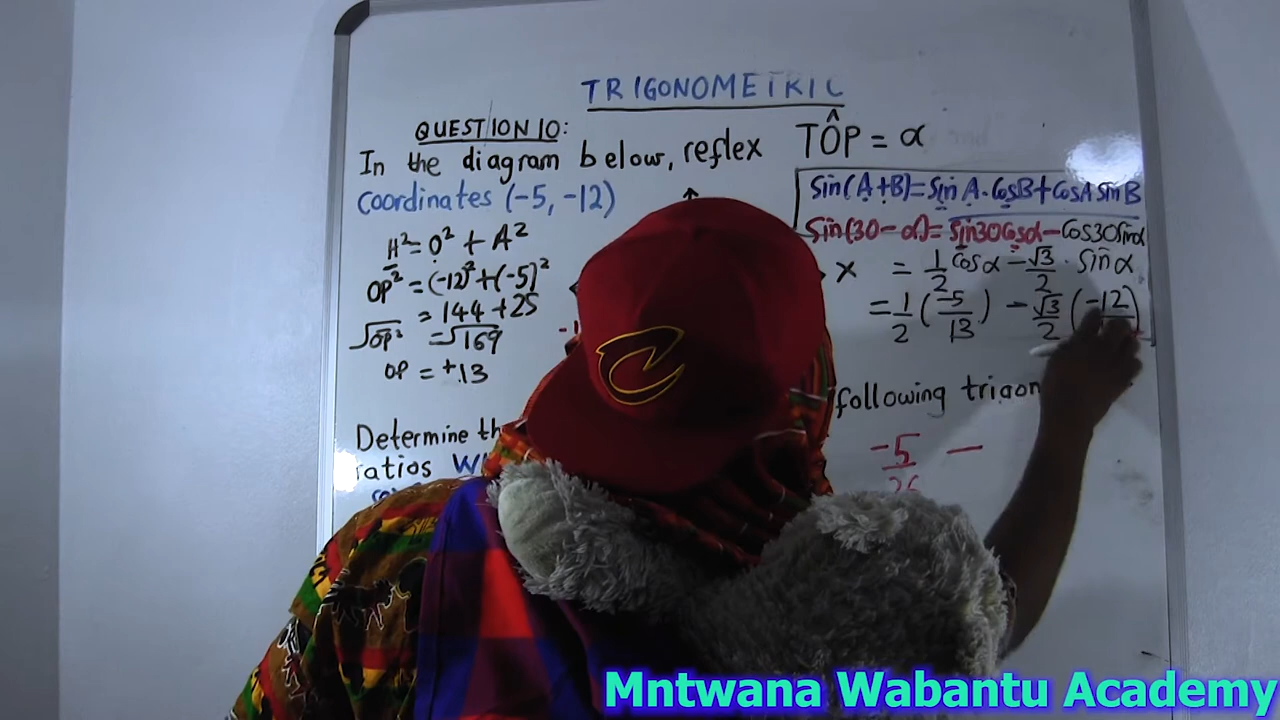 TRIGONOMETRIC
QUESTION 10:
In the diagram below, reflex TÔP = α
coordinates (-5, -12)
H² = O² + A²
OP² = (-12)² + (-5)²
= 144 + 25
√OP² = √169
OP = +13
Sin(A+B)=Sin A.CosB+CosA SinB
Sin(30-α)= Sin30Cosα-Cos30Sinα
x
= 1/2 Cosα - √3/2 . Sinα
= 1/2 (-5/13) - √3/2 (-12
Determine th
following trigon
ratios
-5/26 -
Mntwana Wabantu Academy